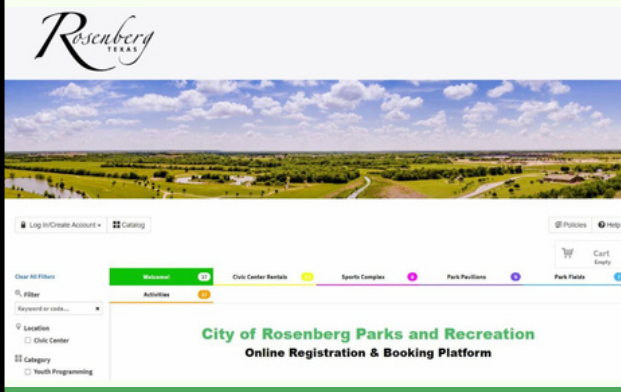 Rosenberg
TEXAS
Log In/Create Account
Catalog
Policies
Help
Cart
Empty
Clear All Filters
Welcome!
Civic Center Rentals
Sports Complex
Park Pavilions
Park Fields
Filter
Activities
Keyword or code...
Location
Civic Center
Category
Youth Programming
City of Rosenberg Parks and Recreation
Online Registration & Booking Platform